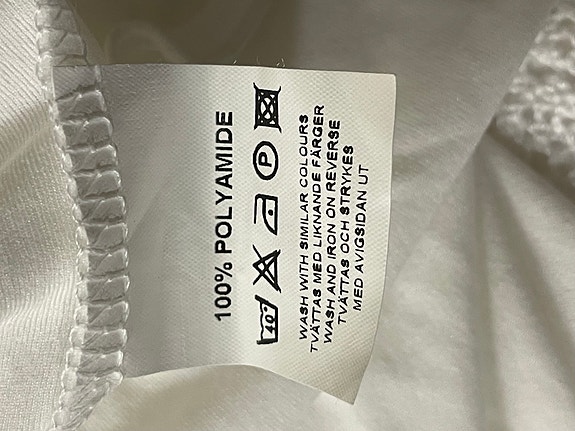 100% POLYAMIDE
40° P
WASH WITH SIMILAR COLOURS
TVÄTTAS MED LIKNANDE FÄRGER
WASH AND IRON ON REVERSE
TVÄTTAS OCH STRYKES
MED AVIGSIDAN UT